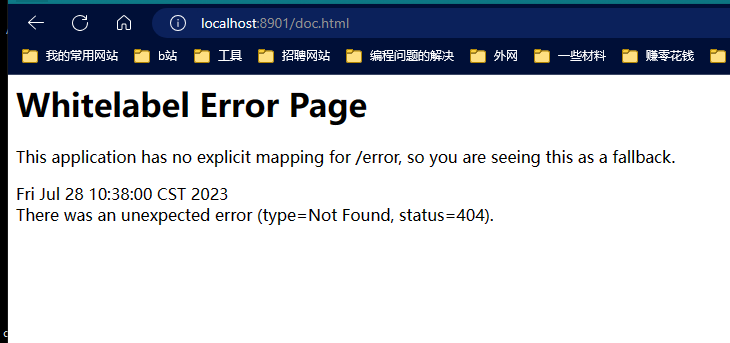 localhost:8901/doc.html
我的常用网站 b站 工具 招聘网站 编程问题的解决 外网 一些材料 赚零花钱
Whitelabel Error Page
This application has no explicit mapping for /error, so you are seeing this as a fallback.
Fri Jul 28 10:38:00 CST 2023
There was an unexpected error (type=Not Found, status=404).